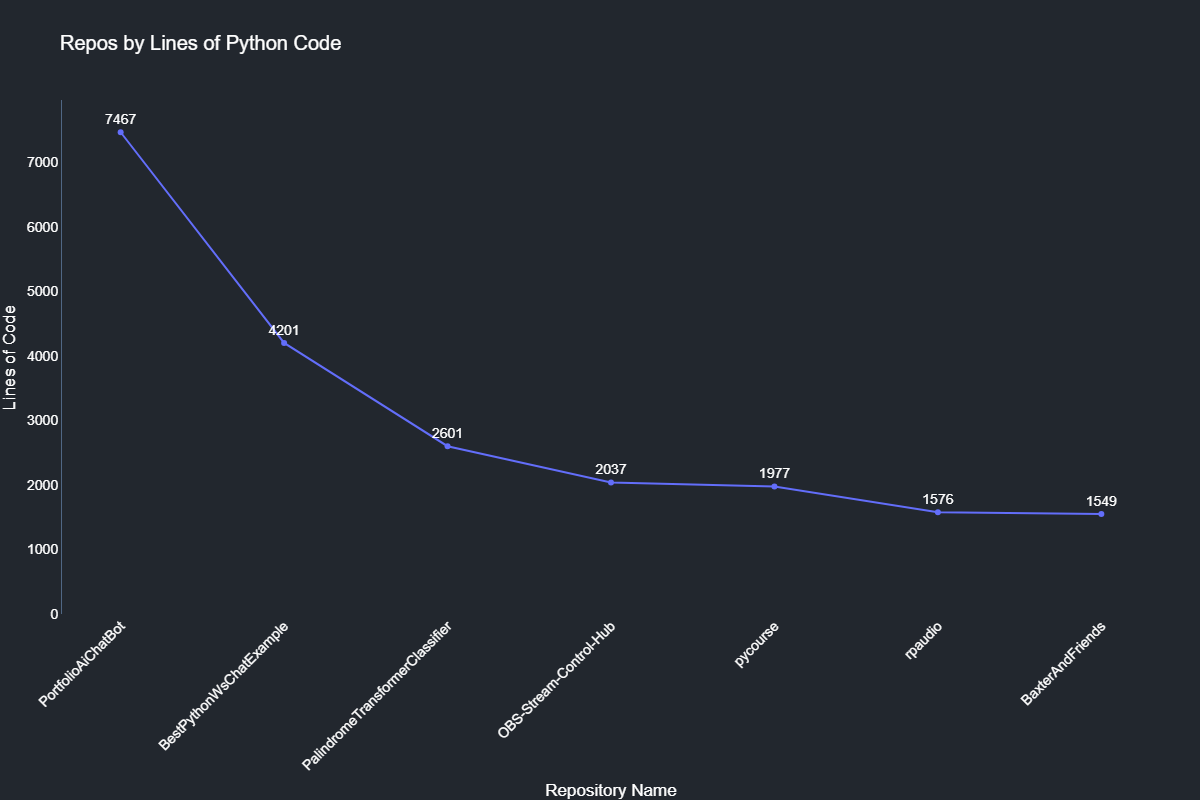 Repos by Lines of Python Code
Lines of Code
7000
6000
5000
4000
3000
2000
1000
0
7467
4201
2601
2037
1977
1576
1549
PortfolioAiChatBot
BestPythonWsChatExample
PalindromeTransformerClassifier
OBS-Stream-Control-Hub
pycourse
rpaudio
BaxterAndFriends
Repository Name